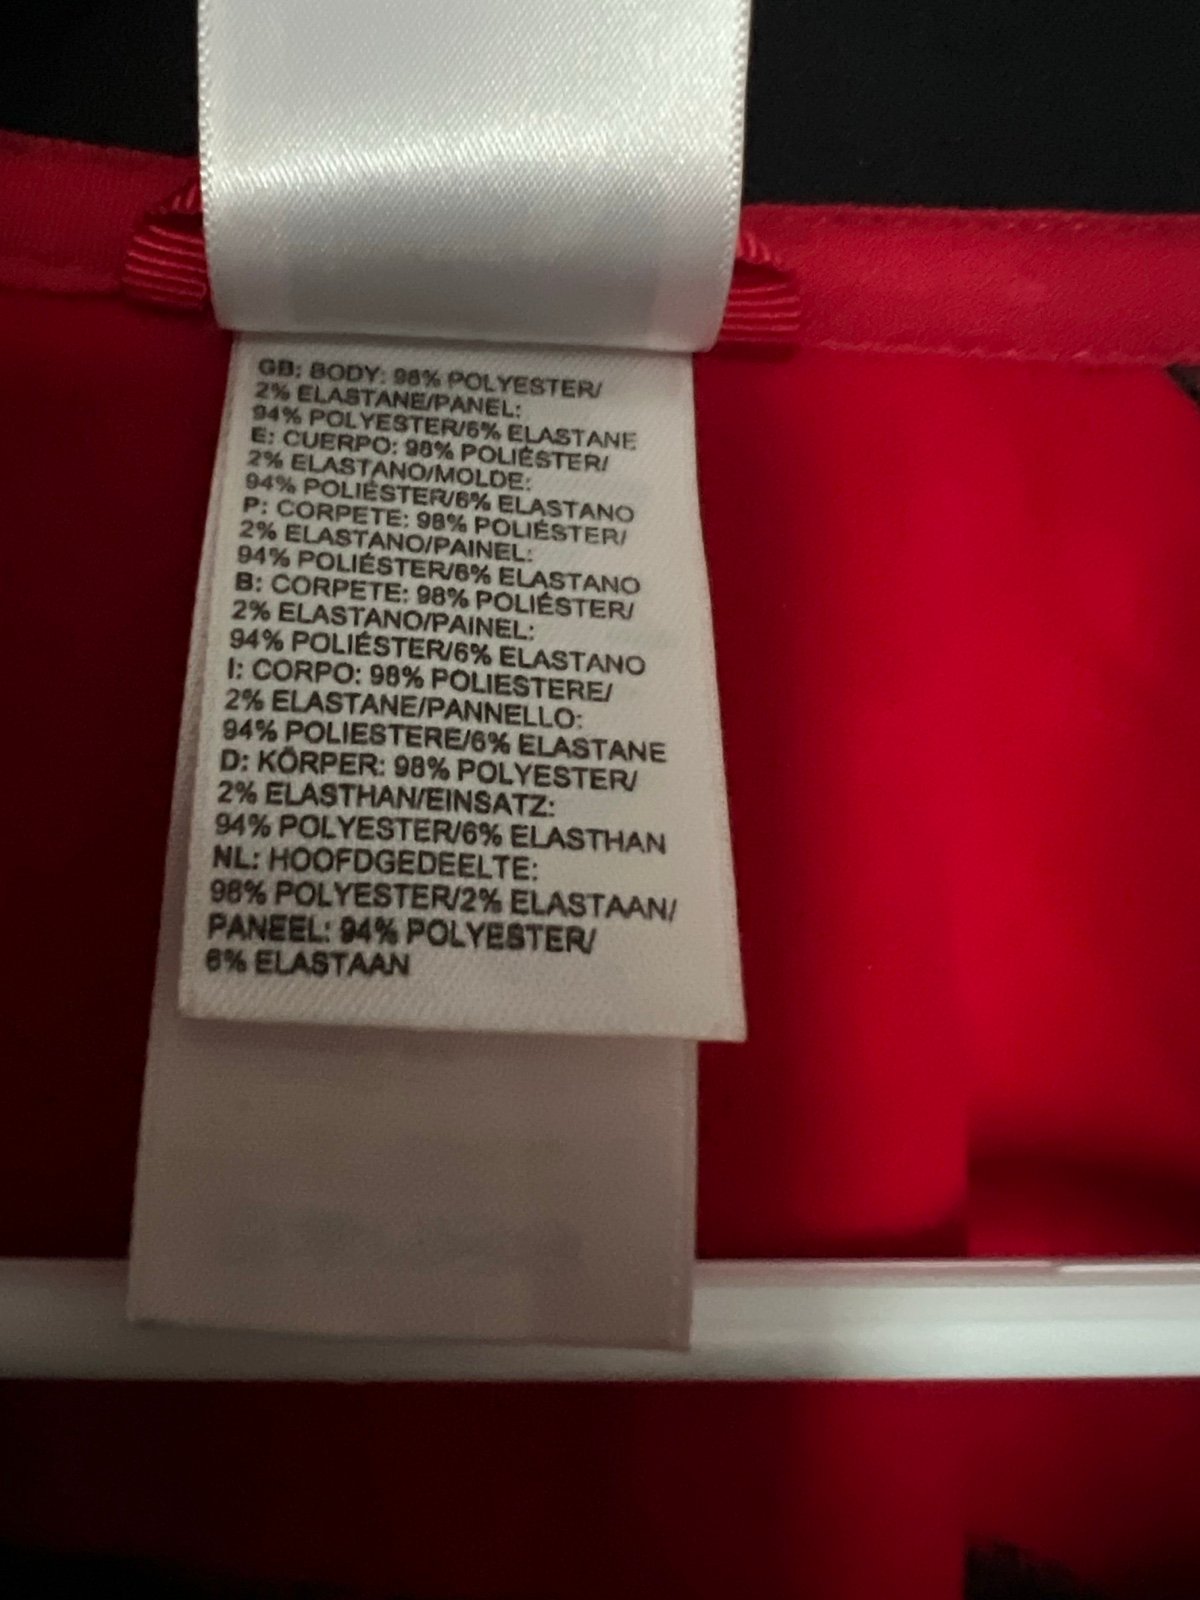 GB: BODY: 98% POLYESTER/
2% ELASTANE/PANEL:
94% POLYESTER/6% ELASTANE
E: CUERPO: 98% POLIÉSTER/
2% ELASTANO/MOLDE:
94% POLIÉSTER/6% ELASTANO
P: CORPETE: 98% POLIÉSTER/
2% ELASTANO/PAINEL:
94% POLIÉSTER/6% ELASTANO
B: CORPETE: 98% POLIÉSTER/
2% ELASTANO/PAINEL:
94% POLIÉSTER/6% ELASTANO
I: CORPO: 98% POLIESTERE/
2% ELASTANE/PANNELLO:
94% POLIESTERE/6% ELASTANE
D: KÖRPER: 98% POLYESTER/
2% ELASTHAN/EINSATZ:
94% POLYESTER/6% ELASTHAN
NL: HOOFDGEDEELTE:
98% POLYESTER/2% ELASTAAN/
PANEEL: 94% POLYESTER/
6% ELASTAAN